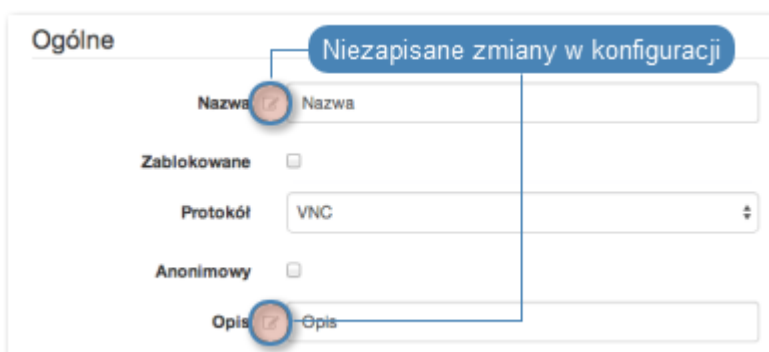 Ogólne
Niezapisane zmiany w konfiguracji
Nazwa Nazwa
Zablokowane
Protokół VNC
Anonimowy
Opis Opis